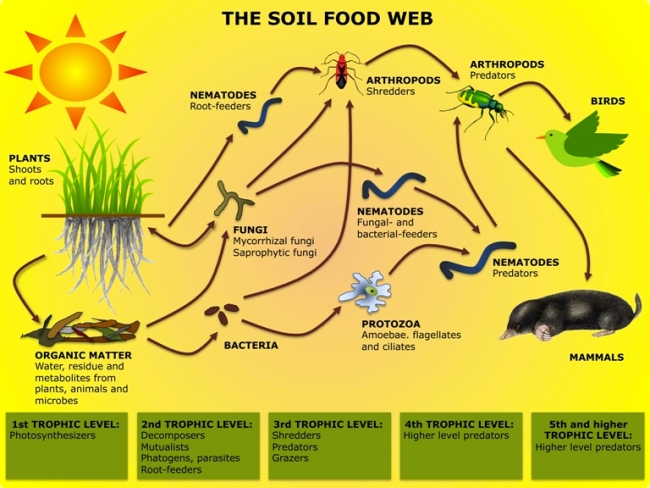 THE SOIL FOOD WEB
NEMATODES
Root-feeders
ARTHROPODS
Shredders
ARTHROPODS
Predators
BIRDS
PLANTS
Shoots
and roots
FUNGI
Mycorrhizal fungi
Saprophytic fungi
NEMATODES
Fungal- and
bacterial-feeders
NEMATODES
Predators
ORGANIC MATTER
Water, residue and
metabolites from
plants, animals and
microbes
BACTERIA
PROTOZOA
Amoebae. flagellates
and ciliates
MAMMALS
1st TROPHIC LEVEL:
Photosynthesizers
2nd TROPHIC LEVEL:
Decomposers
Mutualists
Phatogens, parasites
Root-feeders
3rd TROPHIC LEVEL:
Shredders
Predators
Grazers
4th TROPHIC LEVEL:
Higher level predators
5th and higher
TROPHIC LEVEL:
Higher level predators